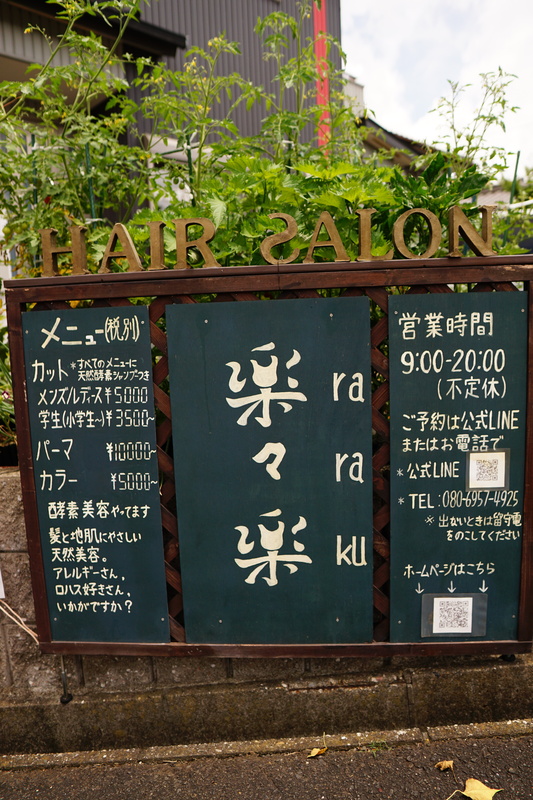 HAIR SALON
メニュー(税別)
カット *すべてのメニューに
天然酵素シャンプーつき
メンズ/レディース ¥5000
学生(小学生~) ¥3500~
パーマ ¥10000~
カラー ¥5000~
酵素美容やってます
髪と地肌にやさしい
天然美容。
アレルギーさん,
ロハス好きさん,
いかがですか?
楽 ra
々 ra
楽 ku
営業時間
9:00-20:00
(不定休)
ご予約は公式LINE
またはお電話で
*公式LINE
*TEL:080-6957-4925
※出ないときは留守電
をのこしてください
ホームページはこちら
↓ ↓ ↓